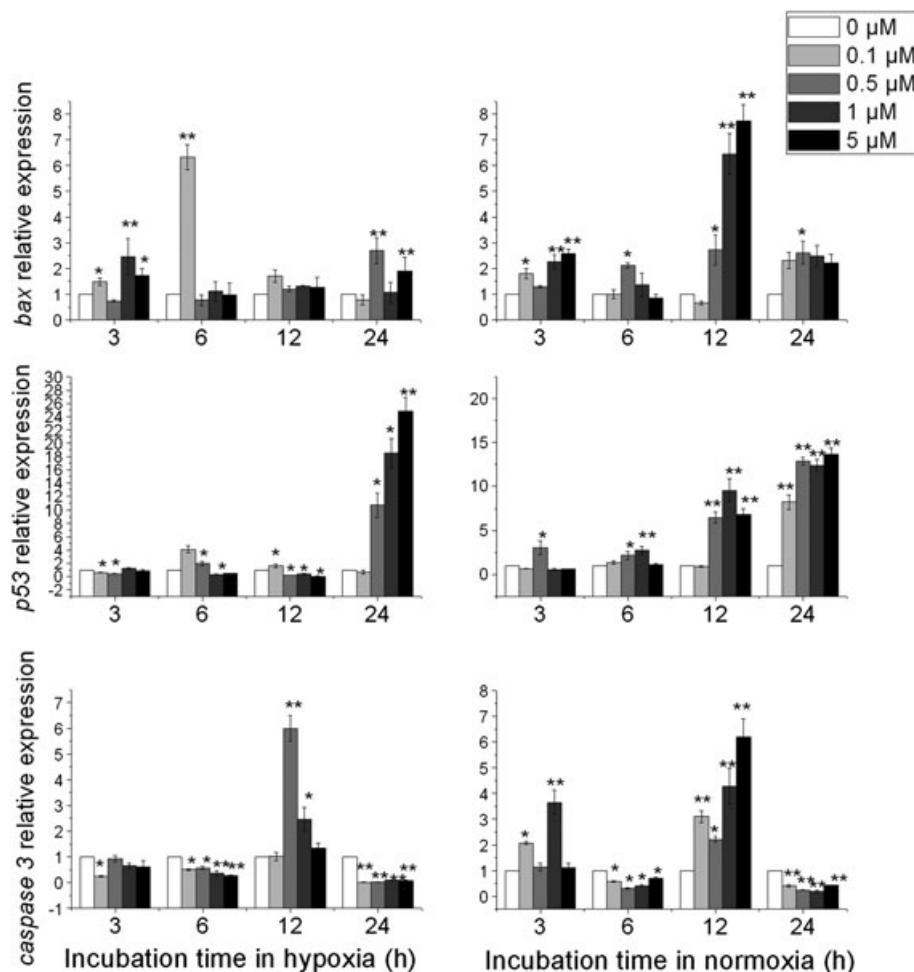 0 µM
0.1 µM
0.5 µM
1 µM
5 µM
bax relative expression
8
7
6
5
4
3
2
1
0
* ** * ** ** **
3 6 12 24
8
7
6
5
4
3
2
1
0
* ** ** * * ** ** *
3 6 12 24
p53 relative expression
30
28
26
24
22
20
18
16
14
12
10
8
6
4
2
0
-2
* * * ** * * * * * **
3 6 12 24
20
15
10
5
0
* * ** ** ** ** ** ** ** **
3 6 12 24
caspase 3 relative expression
7
6
5
4
3
2
1
0
-1
* * * ** ** ** * ** ** ** **
3 6 12 24
Incubation time in hypoxia (h)
8
7
6
5
4
3
2
1
0
* ** * * * * ** * ** ** ** ** ** **
3 6 12 24
Incubation time in normoxia (h)